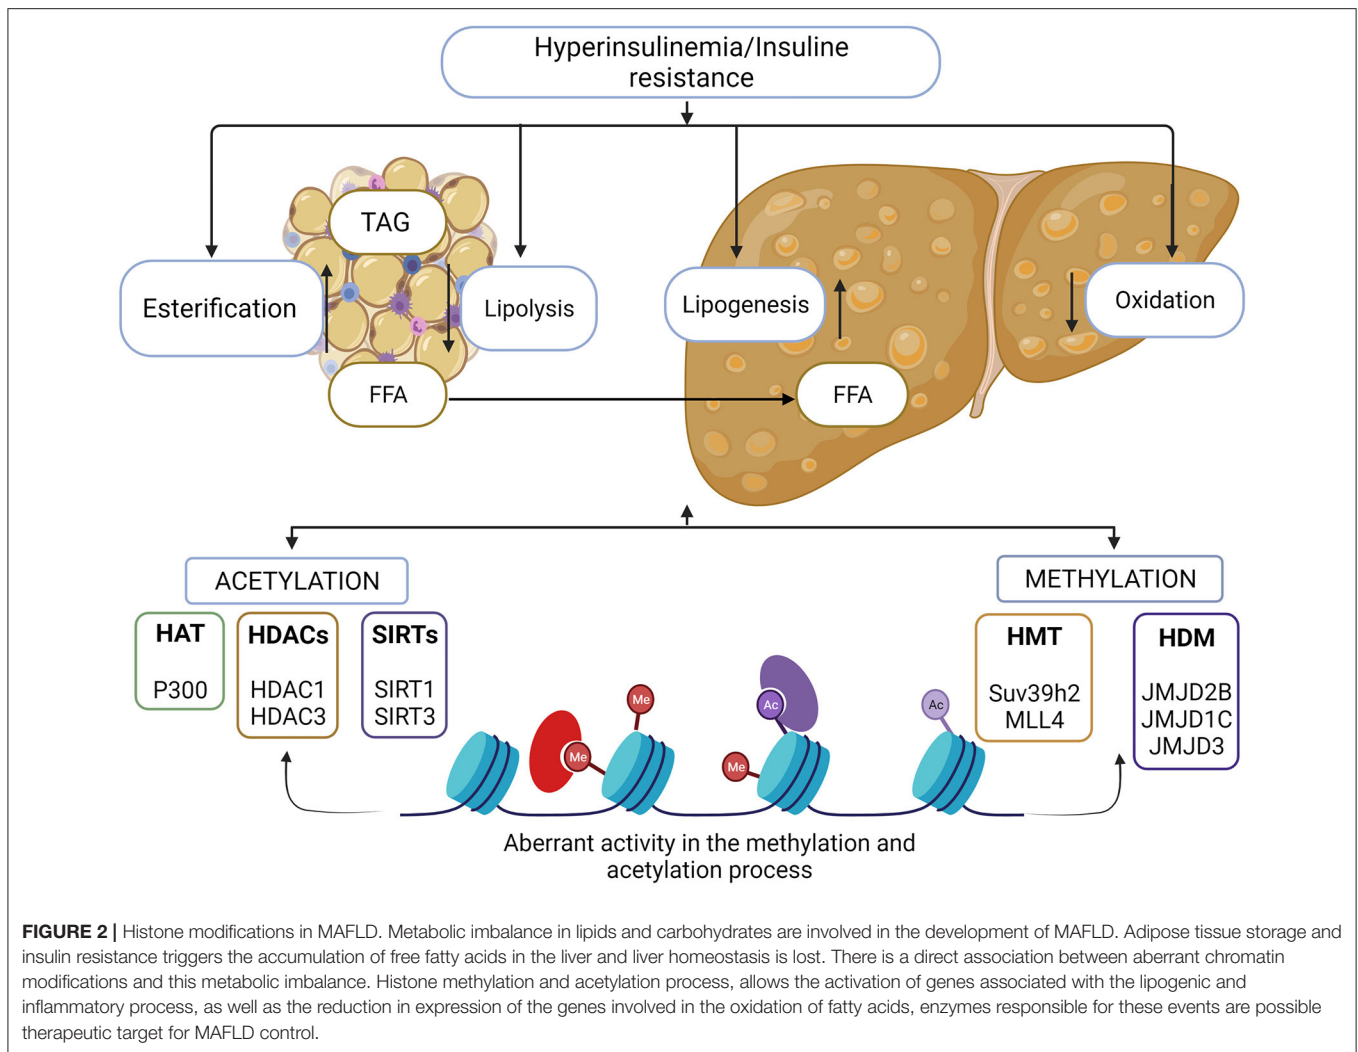 Hyperinsulinemia/Insuline
resistance
TAG
Esterification
Lipolysis
Lipogenesis
Oxidation
FFA
FFA
ACETYLATION
METHYLATION
HAT
P300
HDACs
HDAC1
HDAC3
SIRTs
SIRT1
SIRT3
HMT
Suv39h2
MLL4
HDM
JMJD2B
JMJD1C
JMJD3
Me
Me
Ac
Me
Ac
Aberrant activity in the methylation and
acetylation process
FIGURE 2 | Histone modifications in MAFLD. Metabolic imbalance in lipids and carbohydrates are involved in the development of MAFLD. Adipose tissue storage and
insulin resistance triggers the accumulation of free fatty acids in the liver and liver homeostasis is lost. There is a direct association between aberrant chromatin
modifications and this metabolic imbalance. Histone methylation and acetylation process, allows the activation of genes associated with the lipogenic and
inflammatory process, as well as the reduction in expression of the genes involved in the oxidation of fatty acids, enzymes responsible for these events are possible
therapeutic target for MAFLD control.